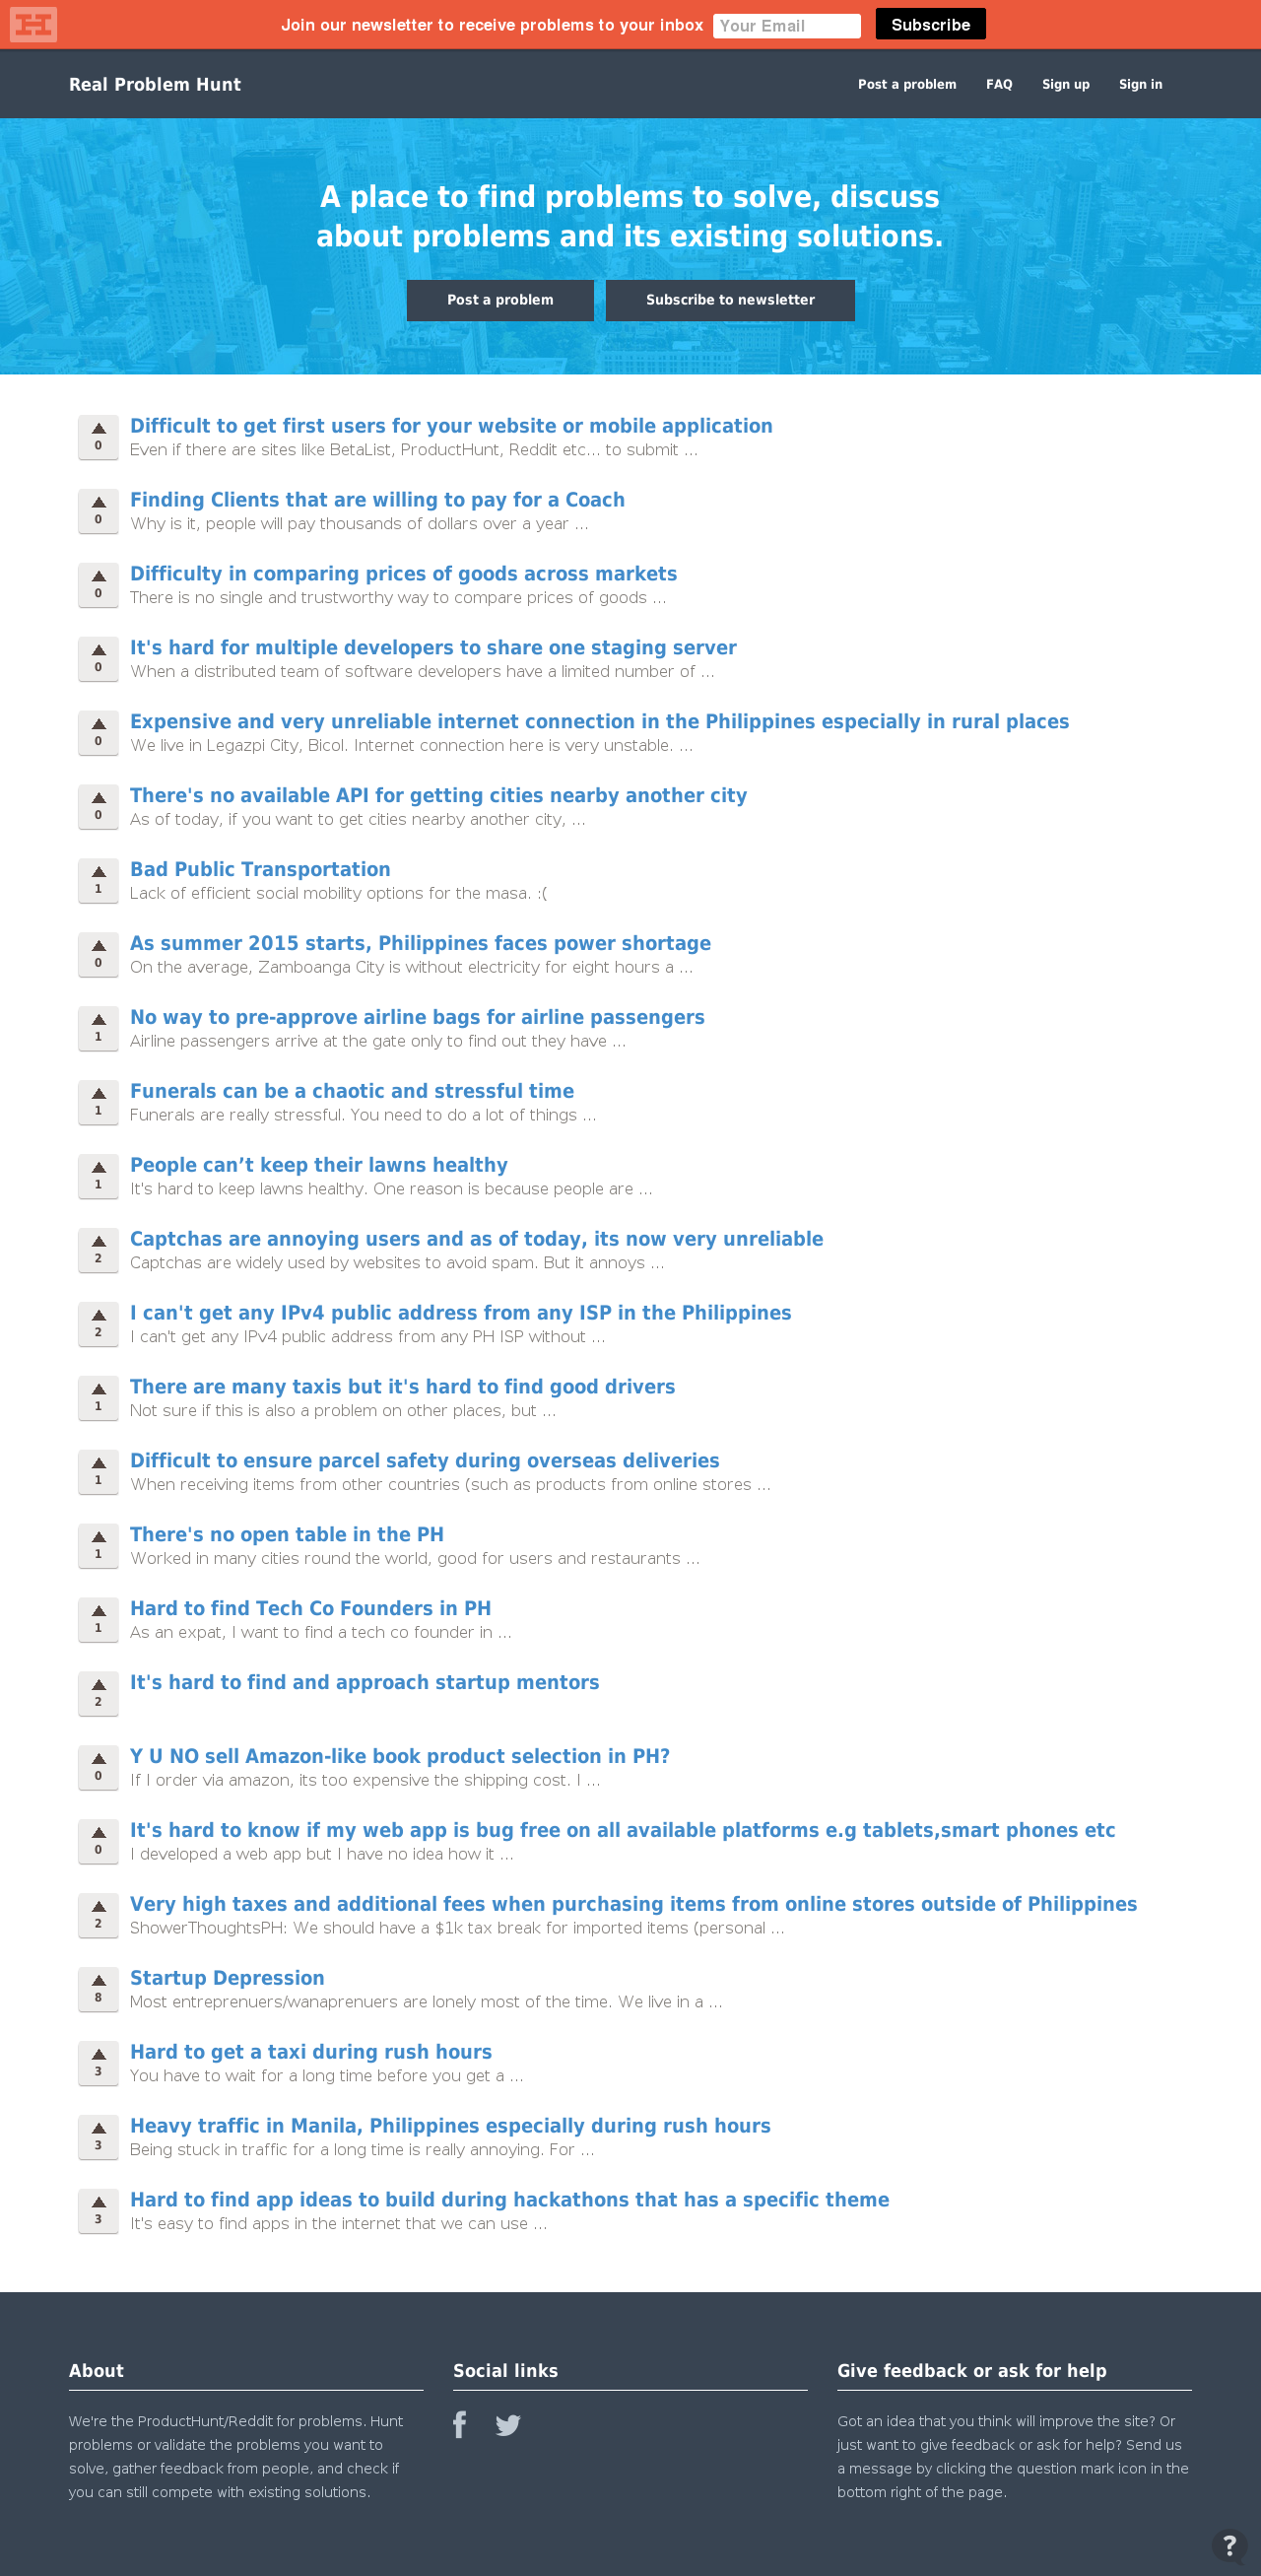 H
Join our newsletter to receive problems to your inbox Your Email Subscribe
Real Problem Hunt Post a problem FAQ Sign up Sign in
A place to find problems to solve, discuss
about problems and its existing solutions.
Post a problem Subscribe to newsletter
Difficult to get first users for your website or mobile application
0 Even if there are sites like BetaList, ProductHunt, Reddit etc... to submit ...
Finding Clients that are willing to pay for a Coach
0 Why is it, people will pay thousands of dollars over a year ...
Difficulty in comparing prices of goods across markets
0 There is no single and trustworthy way to compare prices of goods ...
It's hard for multiple developers to share one staging server
0 When a distributed team of software developers have a limited number of ...
Expensive and very unreliable internet connection in the Philippines especially in rural places
0 We live in Legazpi City, Bicol. Internet connection here is very unstable. ...
There's no available API for getting cities nearby another city
0 As of today, if you want to get cities nearby another city, ...
Bad Public Transportation
1 Lack of efficient social mobility options for the masa. :(
As summer 2015 starts, Philippines faces power shortage
0 On the average, Zamboanga City is without electricity for eight hours a ...
No way to pre-approve airline bags for airline passengers
1 Airline passengers arrive at the gate only to find out they have ...
Funerals can be a chaotic and stressful time
1 Funerals are really stressful. You need to do a lot of things ...
People can’t keep their lawns healthy
1 It's hard to keep lawns healthy. One reason is because people are ...
Captchas are annoying users and as of today, its now very unreliable
2 Captchas are widely used by websites to avoid spam. But it annoys ...
I can't get any IPv4 public address from any ISP in the Philippines
2 I can't get any IPv4 public address from any PH ISP without ...
There are many taxis but it's hard to find good drivers
1 Not sure if this is also a problem on other places, but ...
Difficult to ensure parcel safety during overseas deliveries
1 When receiving items from other countries (such as products from online stores ...
There's no open table in the PH
1 Worked in many cities round the world, good for users and restaurants ...
Hard to find Tech Co Founders in PH
1 As an expat, I want to find a tech co founder in ...
It's hard to find and approach startup mentors
2
Y U NO sell Amazon-like book product selection in PH?
0 If I order via amazon, its too expensive the shipping cost. I ...
It's hard to know if my web app is bug free on all available platforms e.g tablets,smart phones etc
0 I developed a web app but I have no idea how it ...
Very high taxes and additional fees when purchasing items from online stores outside of Philippines
2 ShowerThoughtsPH: We should have a $1k tax break for imported items (personal ...
Startup Depression
8 Most entreprenuers/wanaprenuers are lonely most of the time. We live in a ...
Hard to get a taxi during rush hours
3 You have to wait for a long time before you get a ...
Heavy traffic in Manila, Philippines especially during rush hours
3 Being stuck in traffic for a long time is really annoying. For ...
Hard to find app ideas to build during hackathons that has a specific theme
3 It's easy to find apps in the internet that we can use ...
About
We're the ProductHunt/Reddit for problems. Hunt
problems or validate the problems you want to
solve, gather feedback from people, and check if
you can still compete with existing solutions.
Social links
Give feedback or ask for help
Got an idea that you think will improve the site? Or
just want to give feedback or ask for help? Send us
a message by clicking the question mark icon in the
bottom right of the page.
?